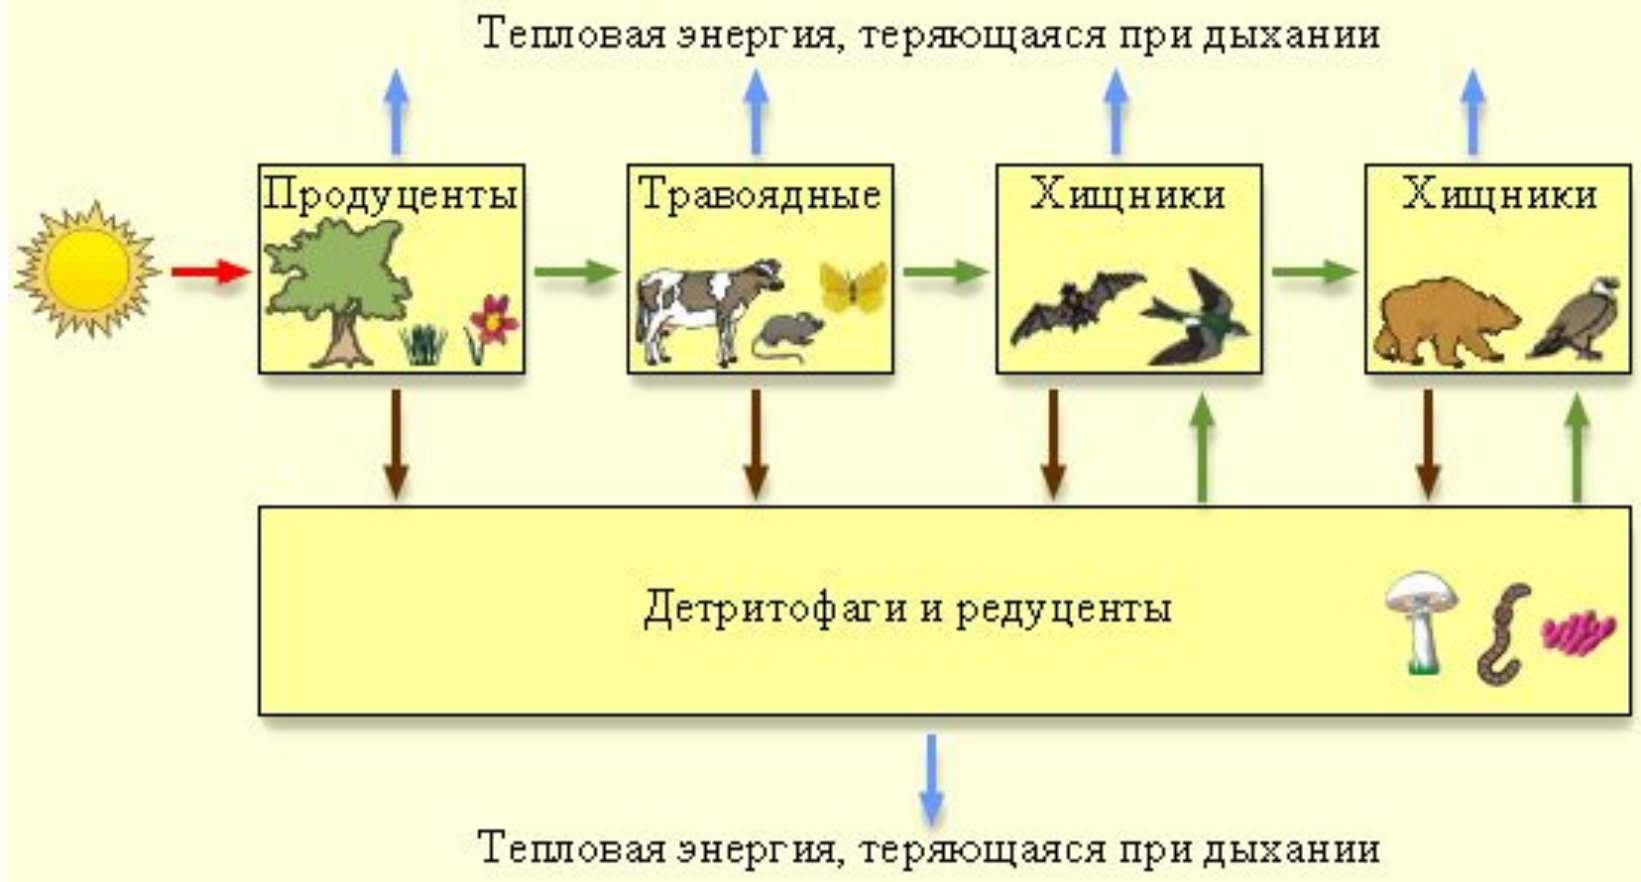 Тепловая энергия, теряющаяся при дыхании
Продуценты
Травоядные
Хищники
Хищники
Детритофаги и редуценты
Тепловая энергия, теряющаяся при дыхании